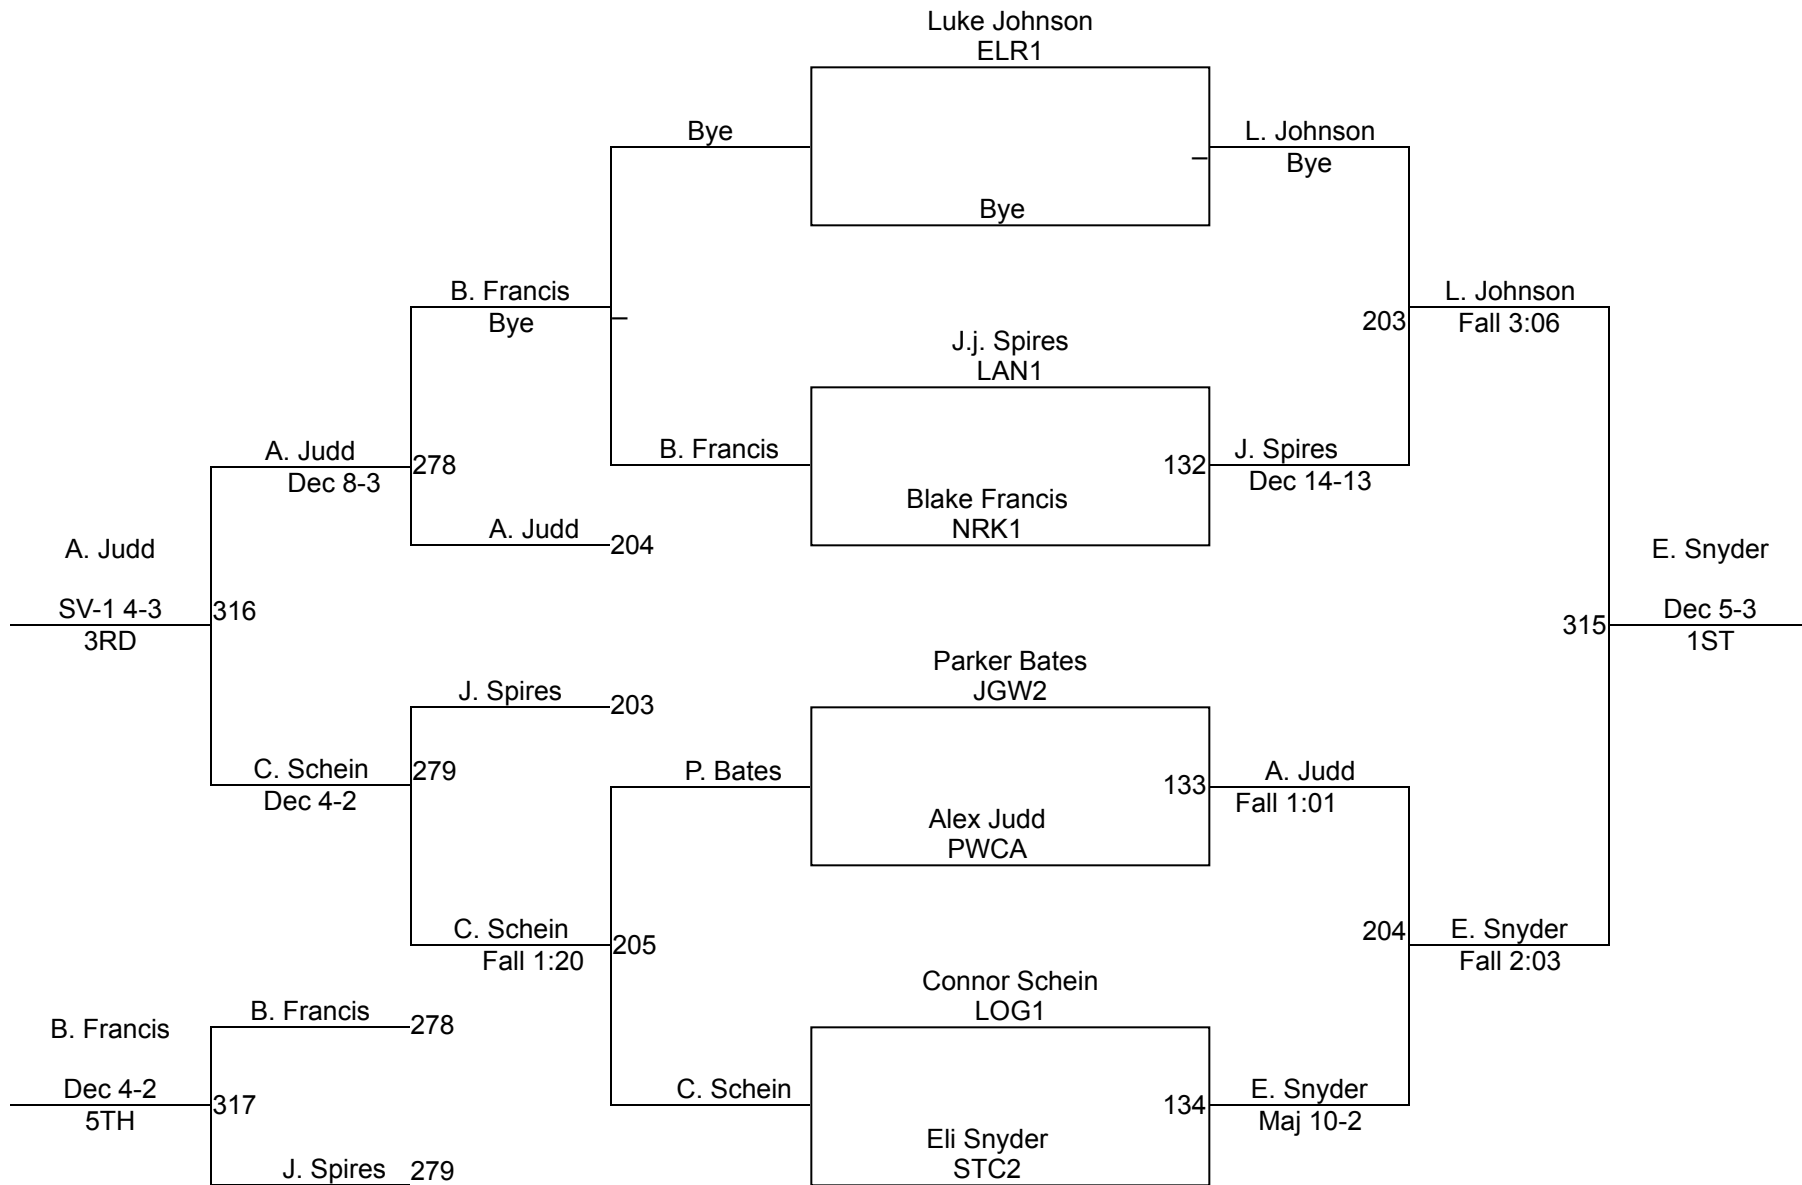 Luke Johnson
ELR1
Bye
L. Johnson
Bye
Bye
B. Francis
Bye
L. Johnson
203
Fall 3:06
J.j. Spires
LAN1
A. Judd
278
Dec 8-3
B. Francis
132
J. Spires
Dec 14-13
Blake Francis
NRK1
A. Judd
204
A. Judd
E. Snyder
SV-1 4-3
316
3RD
315
Dec 5-3
1ST
Parker Bates
JGW2
J. Spires
203
C. Schein
279
Dec 4-2
P. Bates
133
A. Judd
Fall 1:01
Alex Judd
PWCA
C. Schein
205
Fall 1:20
204
E. Snyder
Fall 2:03
Connor Schein
LOG1
B. Francis
B. Francis
278
Dec 4-2
317
5TH
C. Schein
134
E. Snyder
Maj 10-2
Eli Snyder
STC2
J. Spires
279